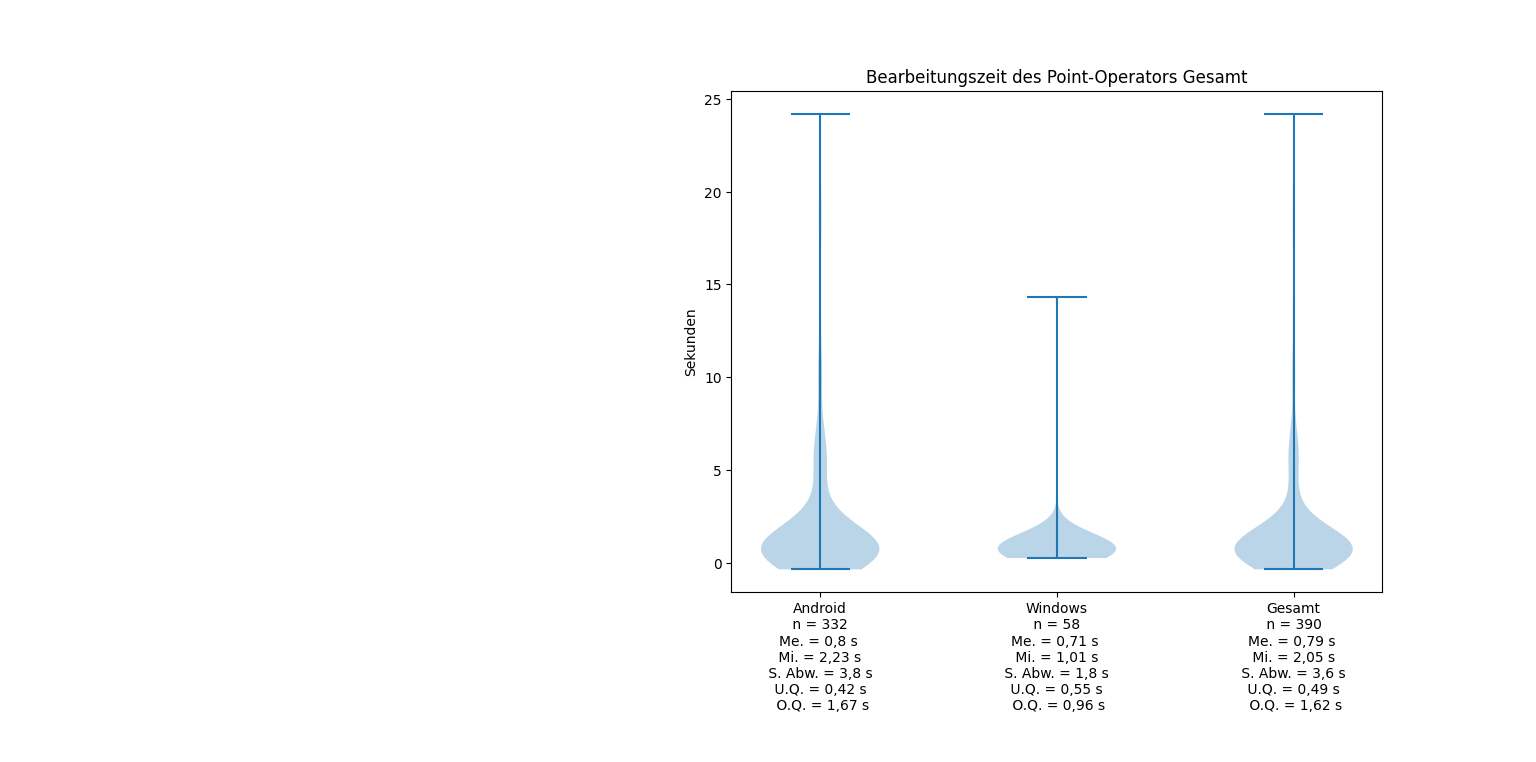 Bearbeitungszeit des Point-Operators Gesamt
25
20
15
10
5
0
Sekunden
Android
n = 332
Me. = 0,8 s
Mi. = 2,23 s
S. Abw. = 3,8 s
U.Q. = 0,42 s
O.Q. = 1,67 s
Windows
n = 58
Me. = 0,71 s
Mi. = 1,01 s
S. Abw. = 1,8 s
U.Q. = 0,55 s
O.Q. = 0,96 s
Gesamt
n = 390
Me. = 0,79 s
Mi. = 2,05 s
S. Abw. = 3,6 s
U.Q. = 0,49 s
O.Q. = 1,62 s